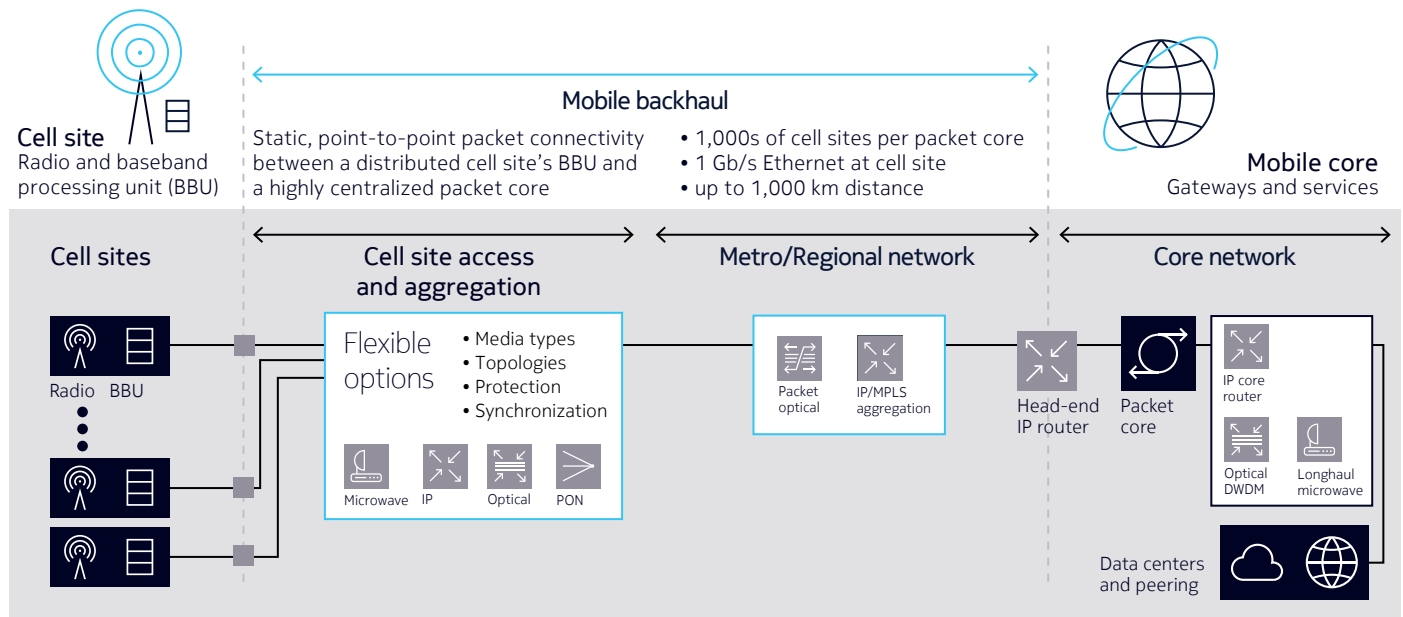 Cell site
Radio and baseband
processing unit (BBU)
Mobile backhaul
Static, point-to-point packet connectivity
between a distributed cell site's BBU and
a highly centralized packet core
• 1,000s of cell sites per packet core
• 1 Gb/s Ethernet at cell site
• up to 1,000 km distance
Mobile core
Gateways and services
Cell sites
Cell site access
and aggregation
Metro/Regional network
Core network
Radio
BBU
Flexible
options
• Media types
• Topologies
• Protection
• Synchronization
Microwave
IP
Optical
PON
Packet
optical
IP/MPLS
aggregation
Head-end
IP router
Packet
core
IP core
router
Optical
DWDM
Longhaul
microwave
Data centers
and peering